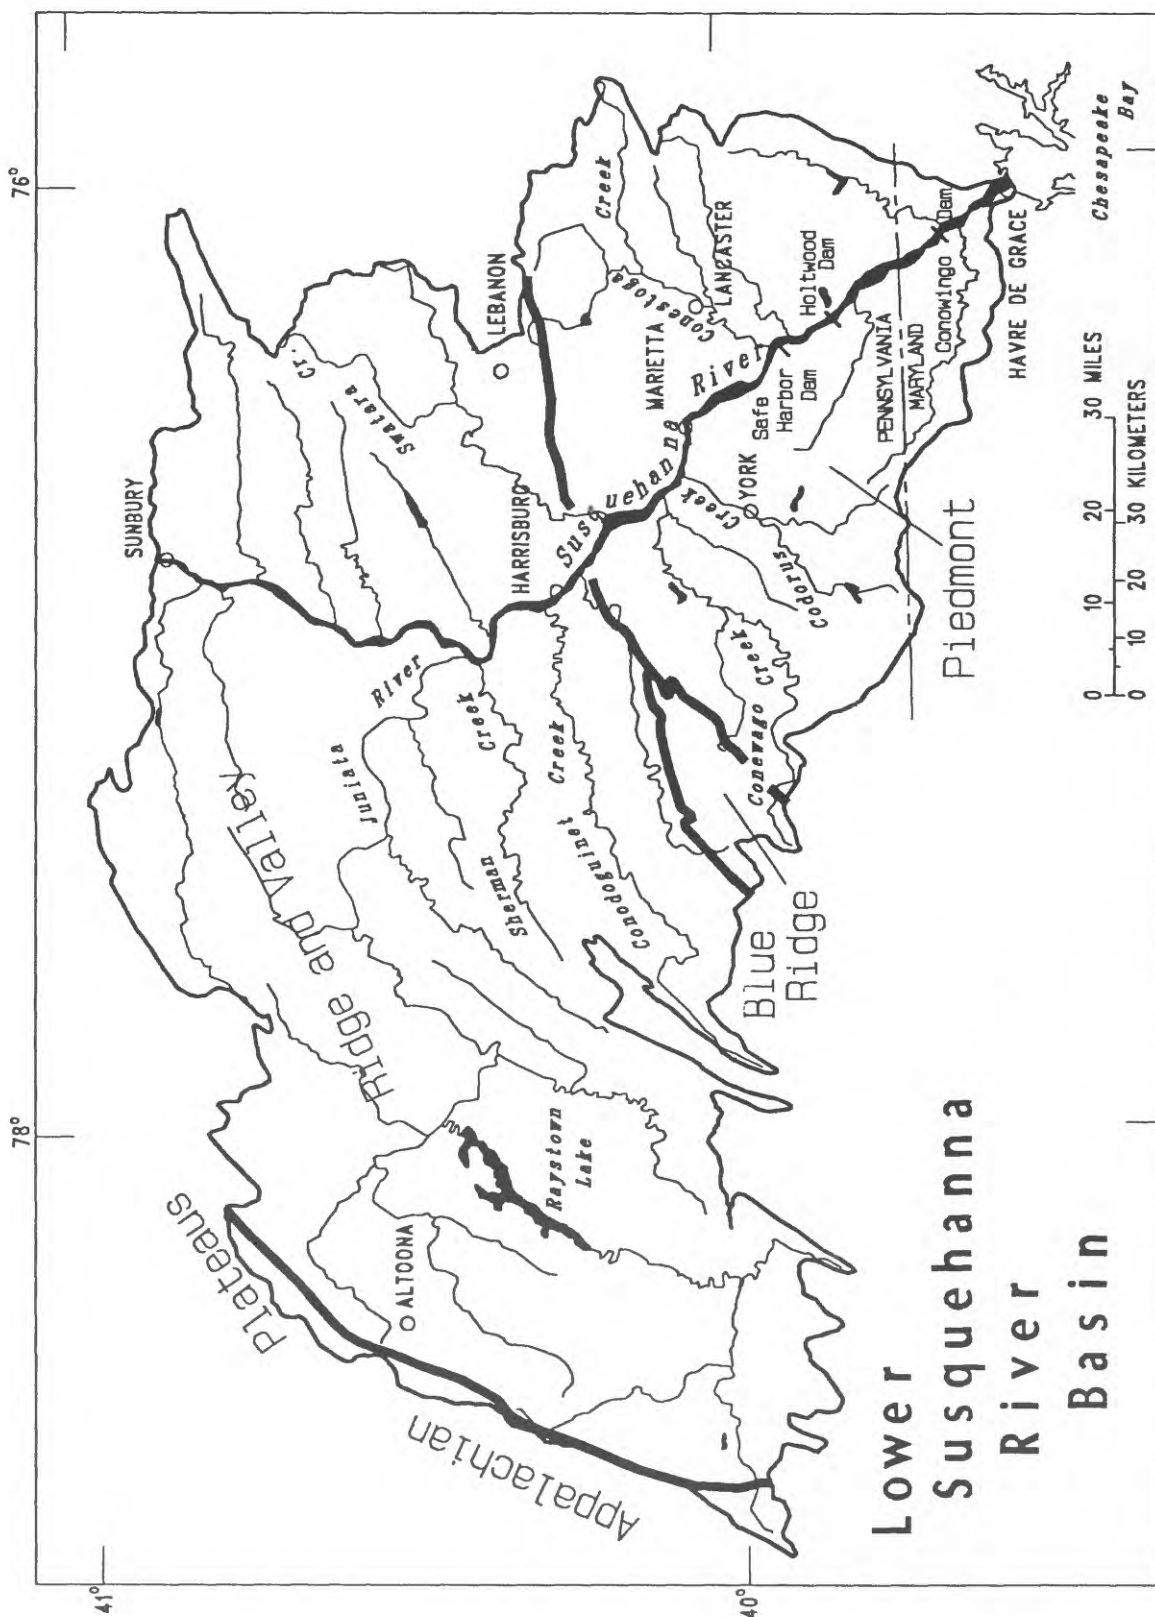 41°
40°
78°
76°
Appalachian
Plateaus
ALTOONA
Raystown
Lake
Ridge and Valley
Juniata
River
Sherman
Creek
Conodoguinet
Creek
Blue
Ridge
SUNBURY
HARRISBURG
Swatara
Cr.
LEBANON
Susquehanna
River
MARIETTA
Conestoga
Creek
LANCASTER
Safe
Harbor
Dam
Holtwood
Dam
YORK
Codorus
Creek
Conewago
Creek
PENNSYLVANIA
MARYLAND
Conowingo
Dam
HAVRE DE GRACE
Chesapeake
Bay
Piedmont
0 10 20 30 MILES
0 10 20 30 KILOMETERS
Lower
Susquehanna
River
Basin